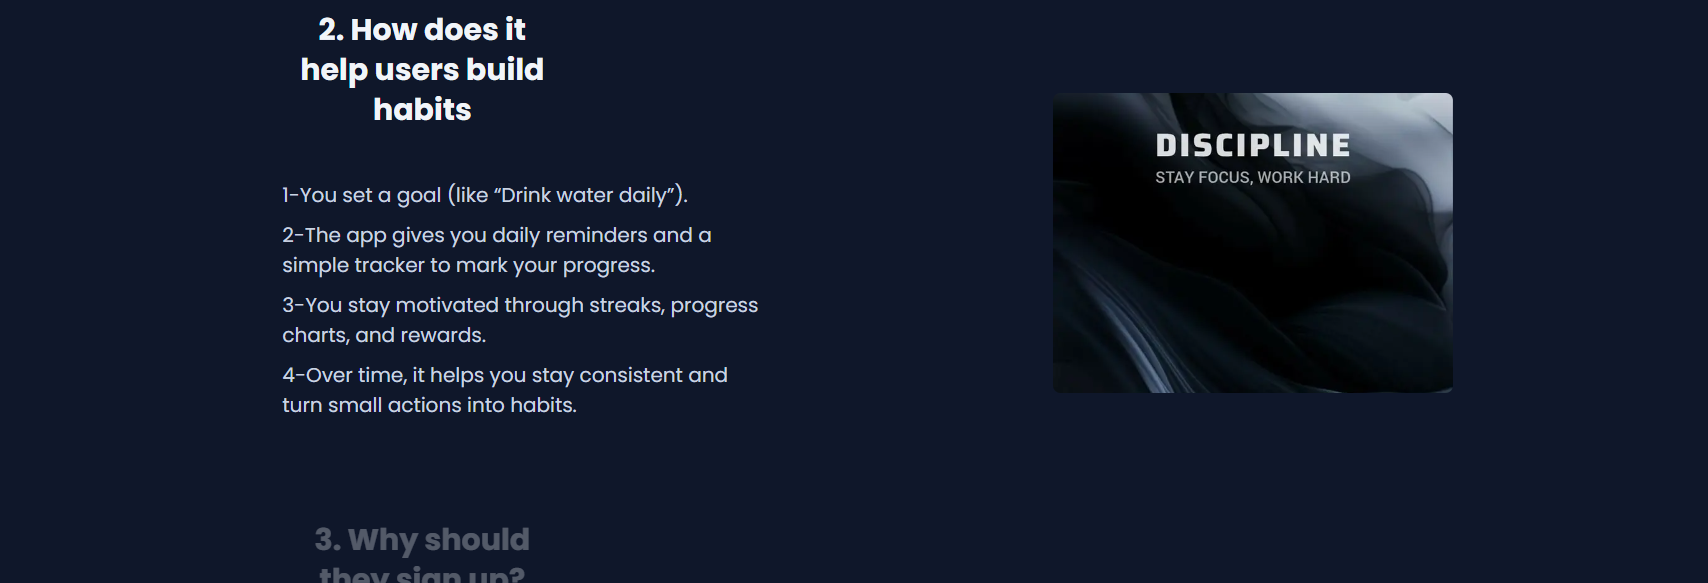 2. How does it
help users build
habits
1-You set a goal (like “Drink water daily”).
2-The app gives you daily reminders and a
simple tracker to mark your progress.
3-You stay motivated through streaks, progress
charts, and rewards.
4-Over time, it helps you stay consistent and
turn small actions into habits.
DISCIPLINE
STAY FOCUS, WORK HARD
3. Why should
they sign up?